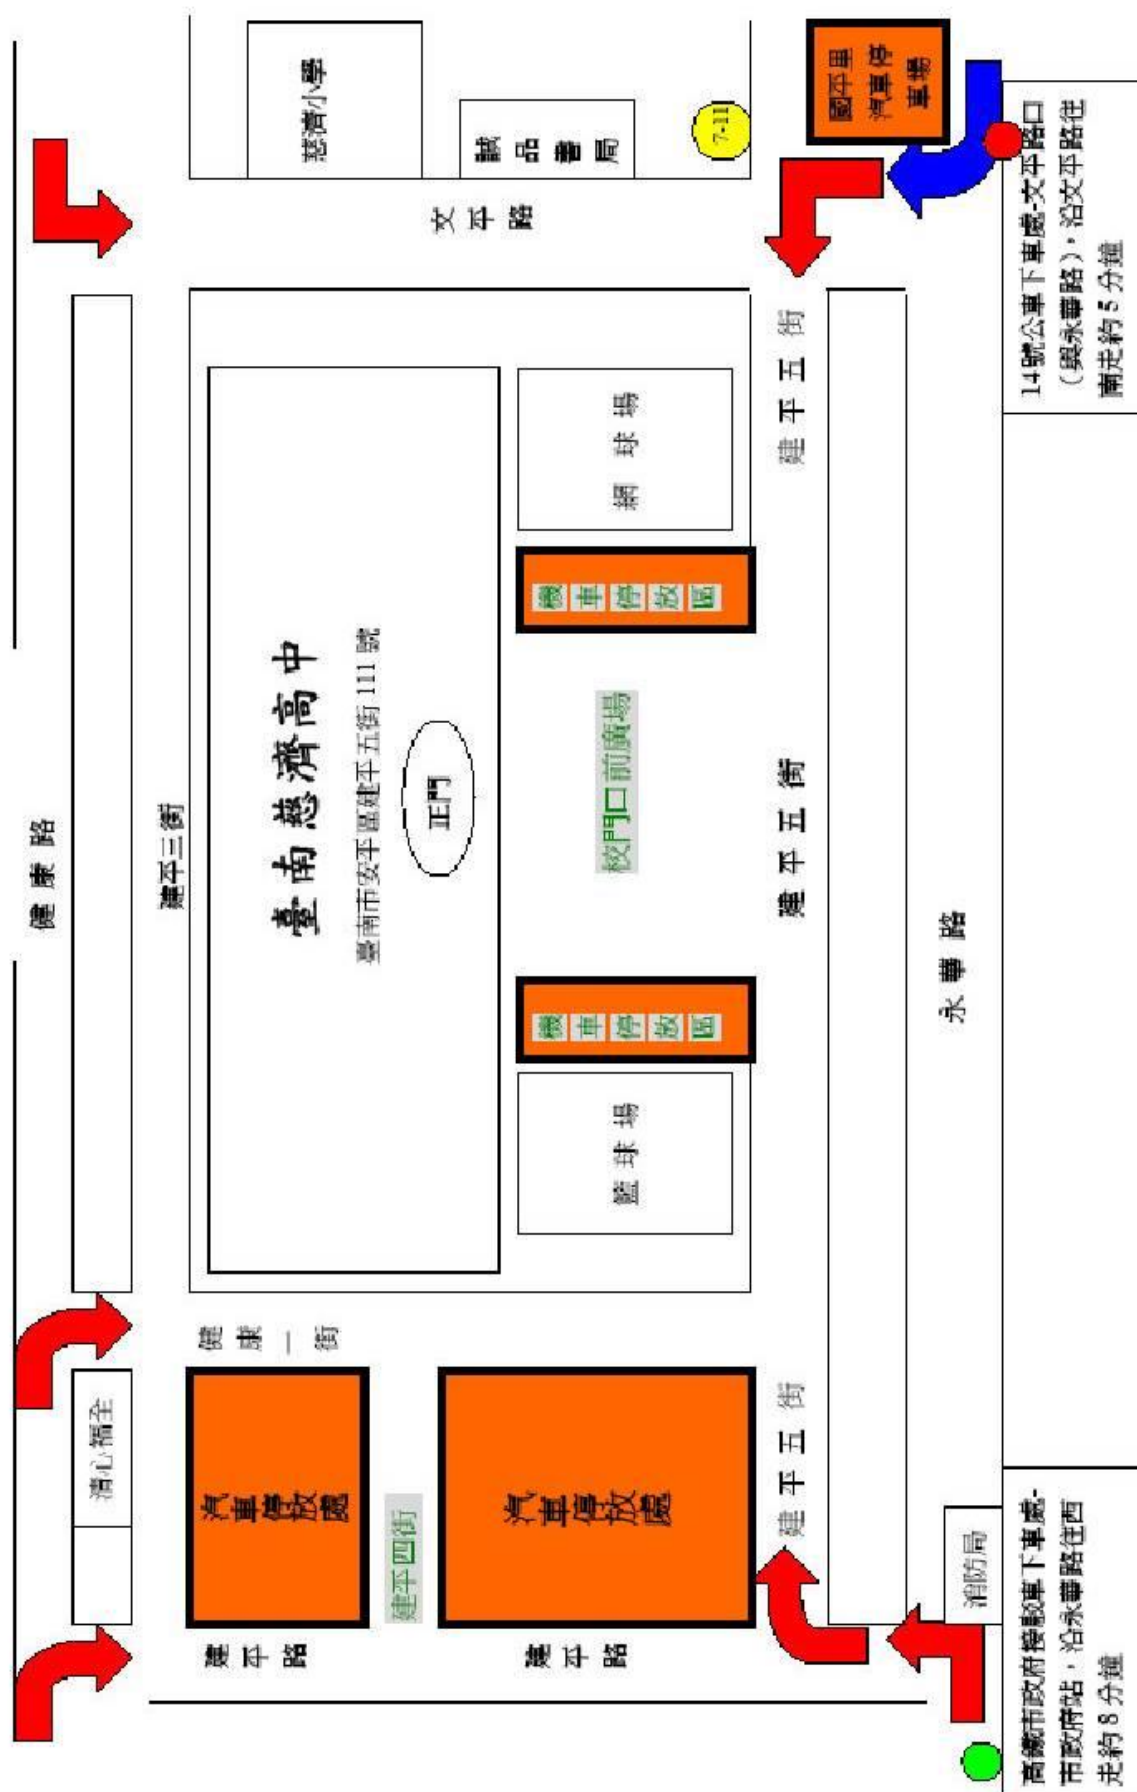 健康路
清心福全
建平三街
建平路
汽車停放處
健康一街
臺南慈濟高中
臺南市安平區建平五街 111 號
正門
文平路
慈濟小學
誠品書局
建平四街
建平路
汽車停放處
籃球場
機車停放區
校門口前廣場
機車停放區
網球場
7-11
建平五街
建平五街
建平五街
國平里
汽車停
車場
消防局
永華路
高鐵市政府接駁車下車處-
市政府站，沿永華路往西
走約 8 分鐘
14號公車下車處-文平路口
（與永華路），沿文平路往
南走約 5 分鐘